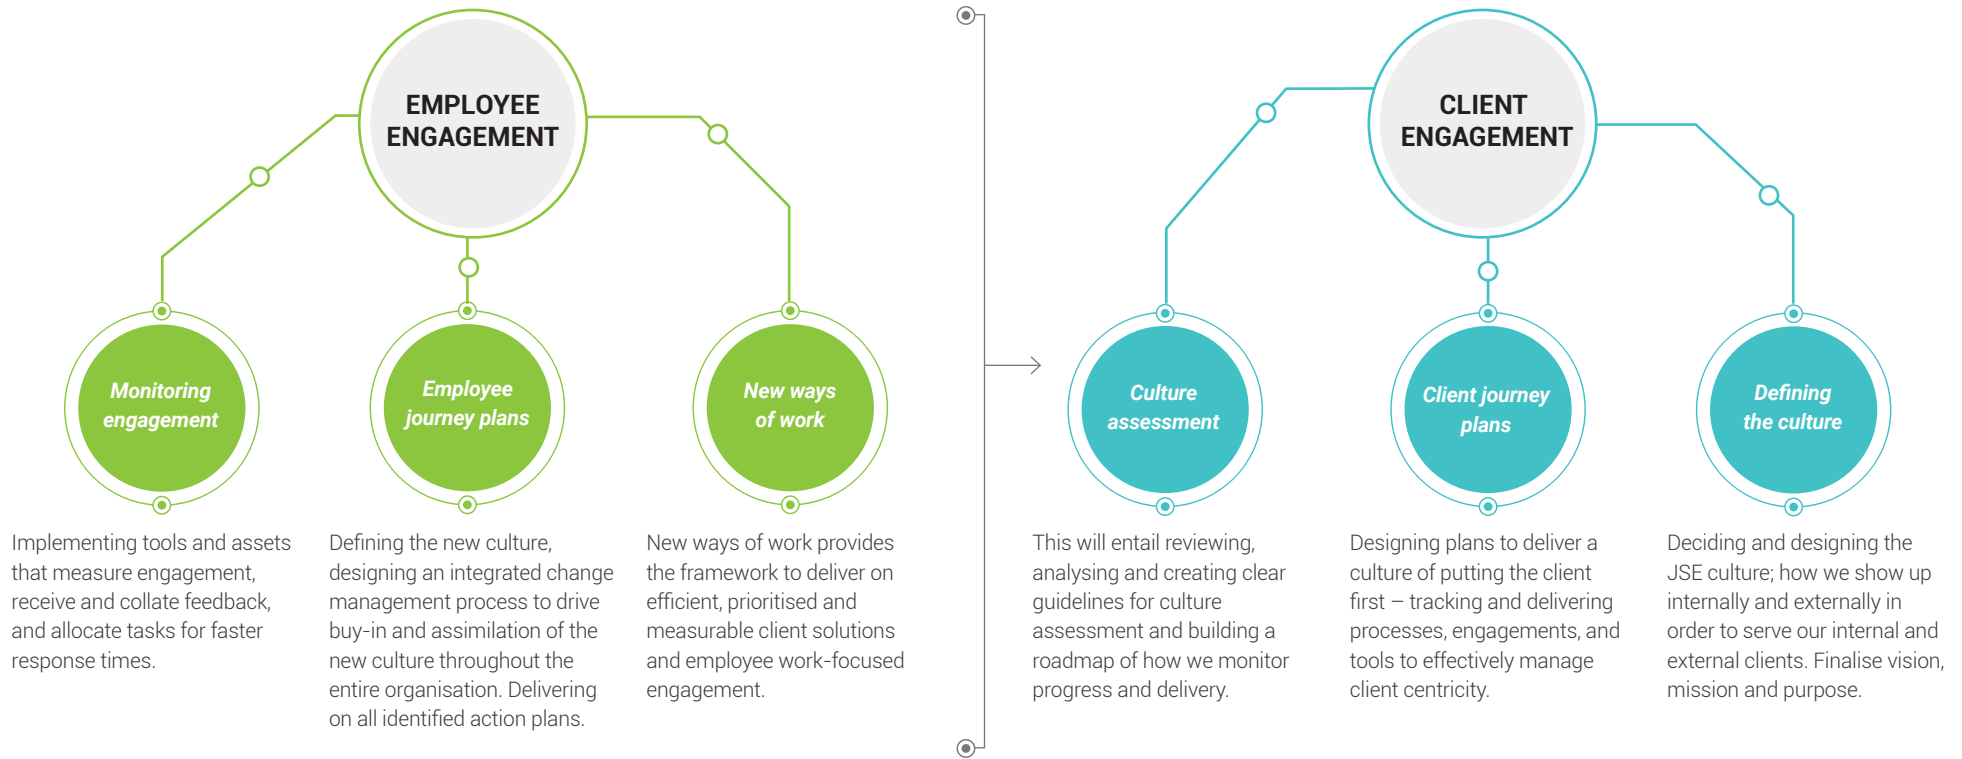 EMPLOYEE
ENGAGEMENT
Monitoring
engagement
Implementing tools and assets
that measure engagement,
receive and collate feedback,
and allocate tasks for faster
response times.
Employee
journey plans
Defining the new culture,
designing an integrated change
management process to drive
buy-in and assimilation of the
new culture throughout the
entire organisation. Delivering
on all identified action plans.
New ways
of work
New ways of work provides
the framework to deliver on
efficient, prioritised and
measurable client solutions
and employee work-focused
engagement.
CLIENT
ENGAGEMENT
Culture
assessment
This will entail reviewing,
analysing and creating clear
guidelines for culture
assessment and building a
roadmap of how we monitor
progress and delivery.
Client journey
plans
Designing plans to deliver a
culture of putting the client
first – tracking and delivering
processes, engagements, and
tools to effectively manage
client centricity.
Defining
the culture
Deciding and designing the
JSE culture; how we show up
internally and externally in
order to serve our internal and
external clients. Finalise vision,
mission and purpose.